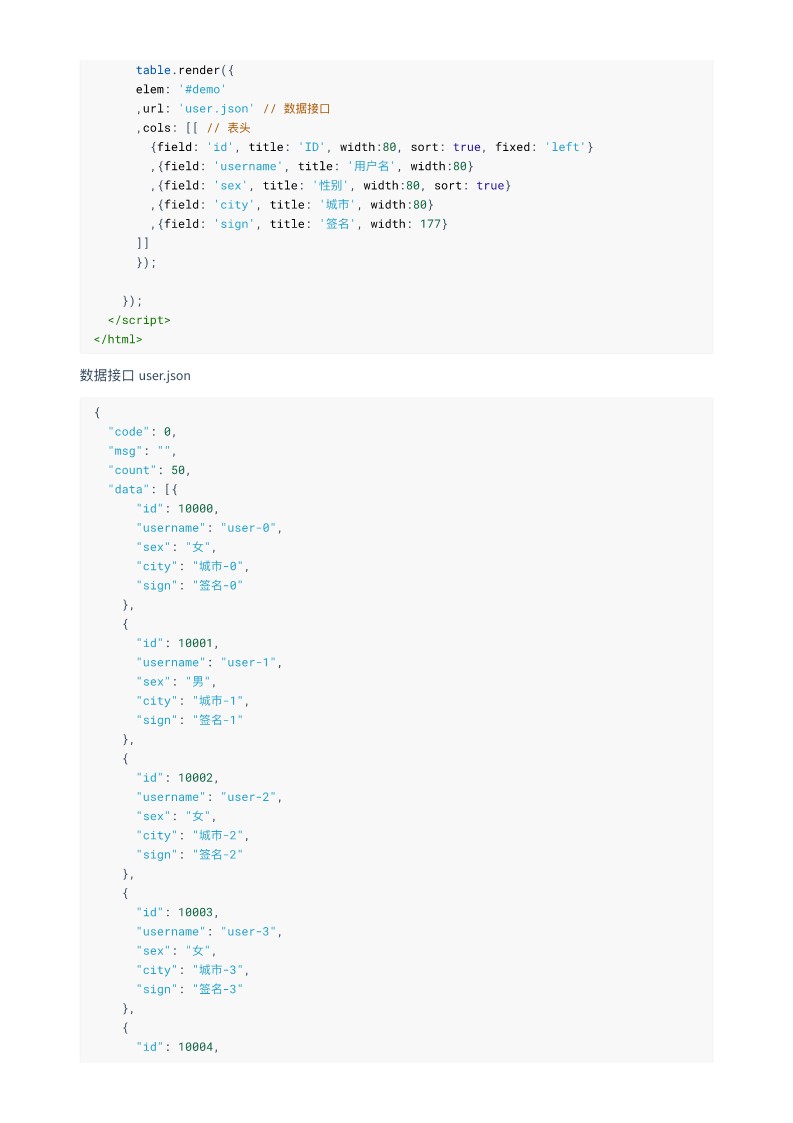 table.render({
elem: '#demo'
,url: 'user.json' // 数据接口
,cols: [[ // 表头
{field: 'id', title: 'ID', width:80, sort: true, fixed: 'left'}
,{field: 'username', title: '用户名', width:80}
,{field: 'sex', title: '性别', width:80, sort: true}
,{field: 'city', title: '城市', width:80}
,{field: 'sign', title: '签名', width: 177}
]]
});
});
</script>
</html>
数据接口 user.json
{
"code": 0,
"msg": "",
"count": 50,
"data": [{
"id": 10000,
"username": "user-0",
"sex": "女",
"city": "城市-0",
"sign": "签名-0"
},
{
"id": 10001,
"username": "user-1",
"sex": "男",
"city": "城市-1",
"sign": "签名-1"
},
{
"id": 10002,
"username": "user-2",
"sex": "女",
"city": "城市-2",
"sign": "签名-2"
},
{
"id": 10003,
"username": "user-3",
"sex": "女",
"city": "城市-3",
"sign": "签名-3"
},
{
"id": 10004,